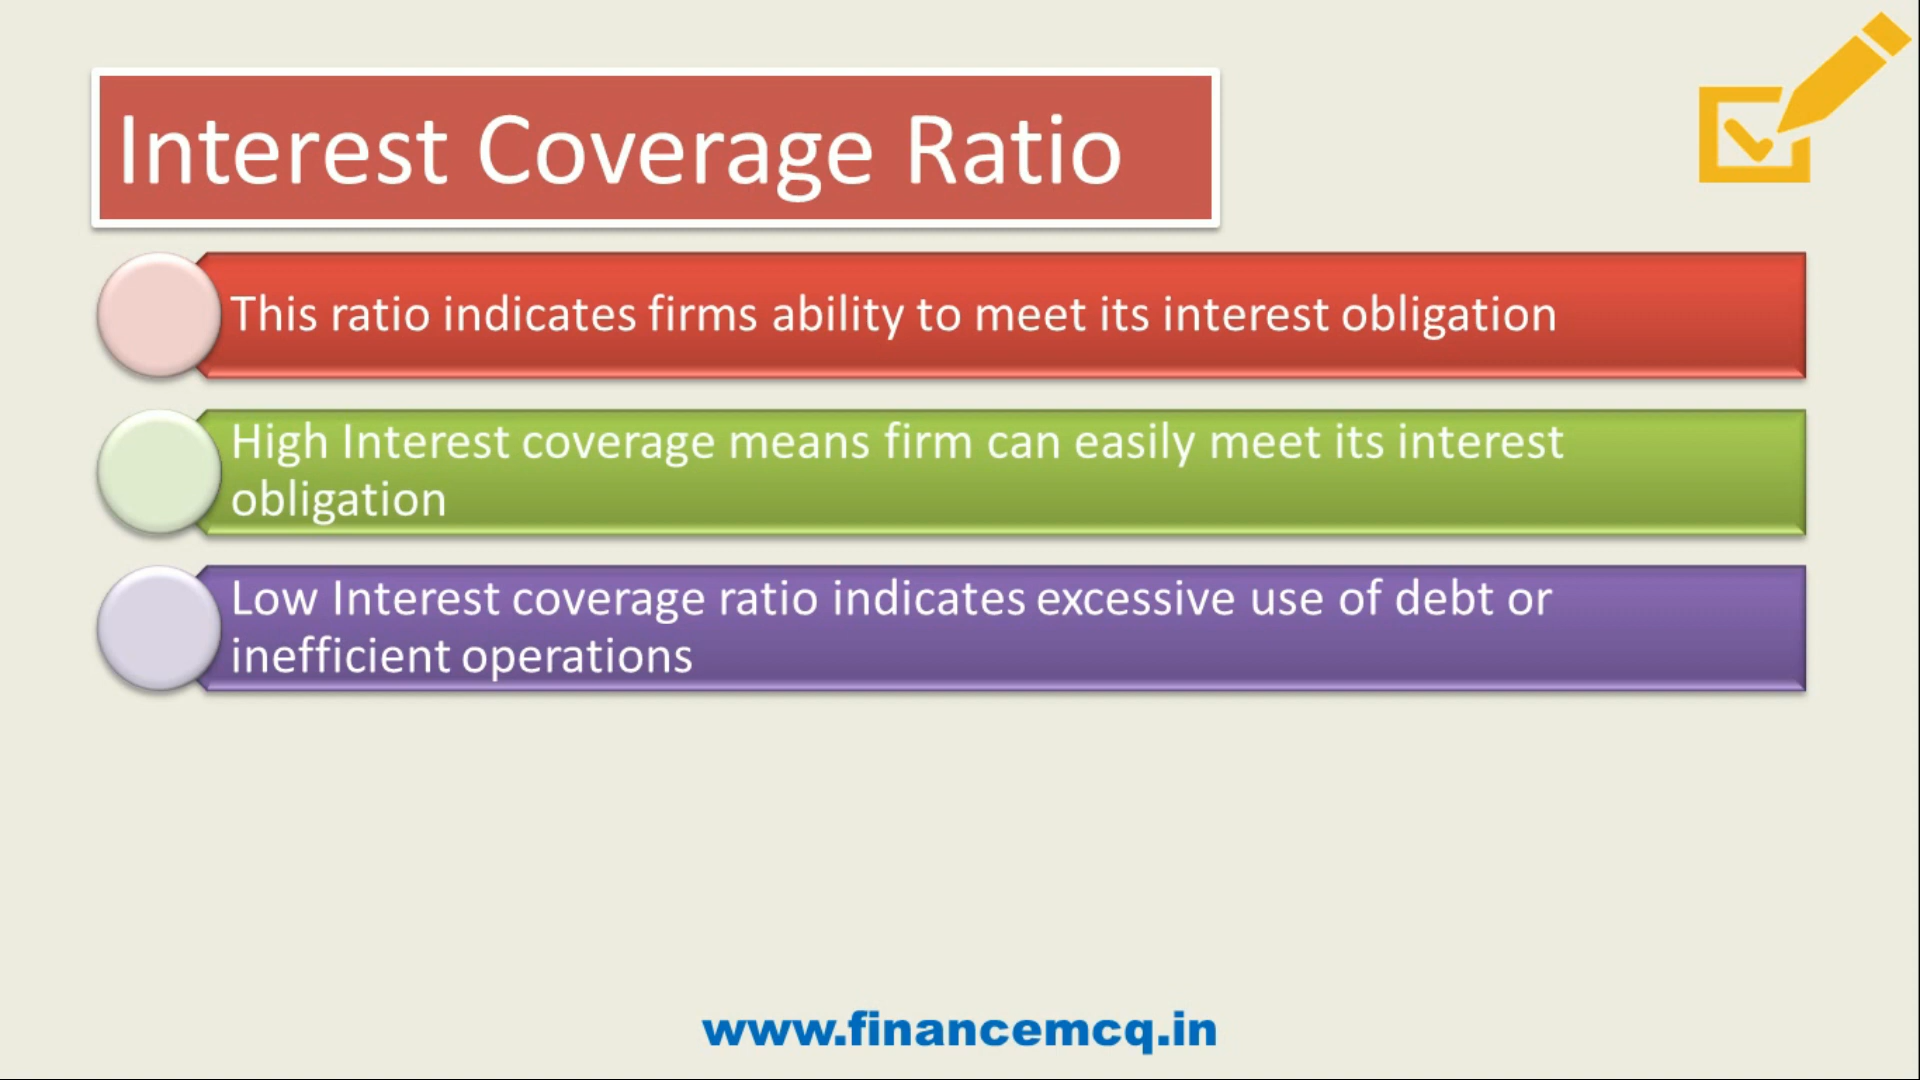 Interest Coverage Ratio
This ratio indicates firms ability to meet its interest obligation
High Interest coverage means firm can easily meet its interest
obligation
Low Interest coverage ratio indicates excessive use of debt or
inefficient operations
www.financemcq.in